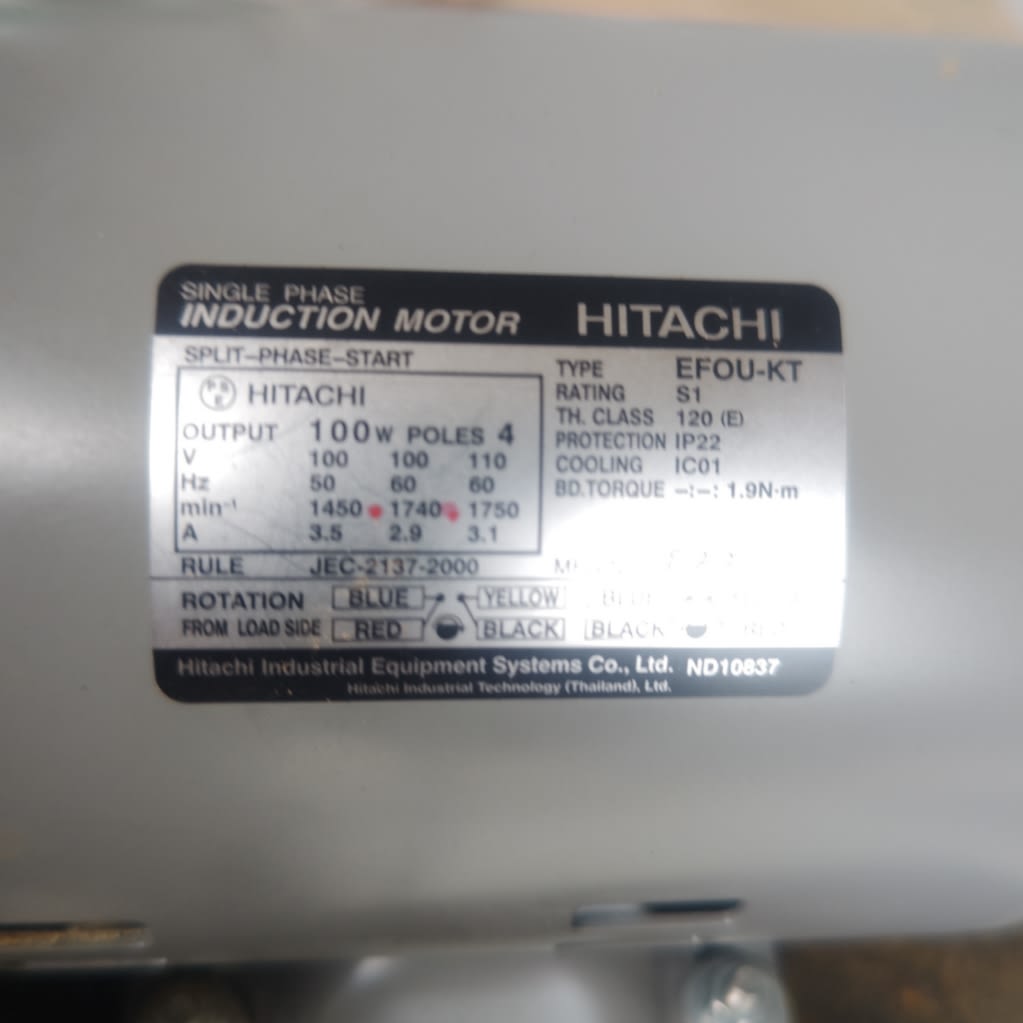 SINGLE PHASE
INDUCTION MOTOR HITACHI
SPLIT-PHASE-START
HITACHI
OUTPUT 100W POLES 4
V 100 100 110
Hz 50 60 60
min⁻¹ 1450 1740 1750
A 3.5 2.9 3.1
TYPE EFOU-KT
RATING S1
TH. CLASS 120 (E)
PROTECTION IP22
COOLING IC01
BD.TORQUE –:–: 1.9N·m
RULE JEC-2137-2000
ROTATION BLUE YELLOW BLUE
FROM LOAD SIDE RED BLACK BLACK RED
Hitachi Industrial Equipment Systems Co., Ltd. ND10837
Hitachi Industrial Technology (Thailand), Ltd.